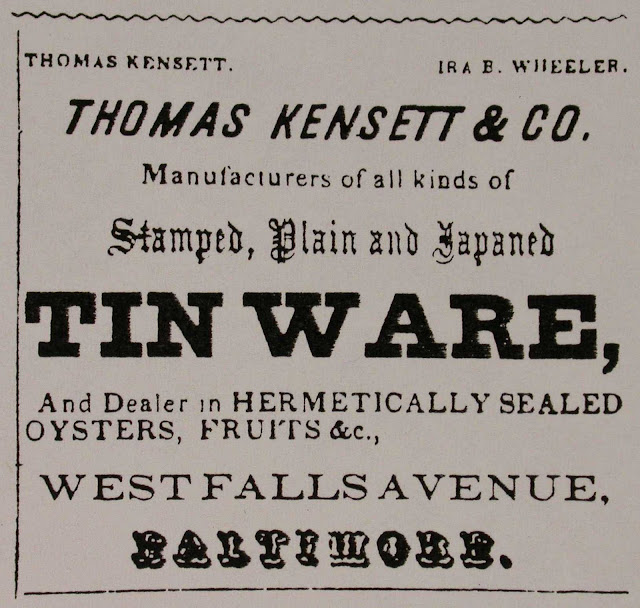 THOMAS KENSETT. IRA B. WHEELER.
THOMAS KENSETT & CO.
Manufacturers of all kinds of
Stamped, Plain and Japaned
TIN WARE,
And Dealer in HERMETICALLY SEALED
OYSTERS, FRUITS &c.,
WEST FALLS AVENUE,
BALTIMORE.